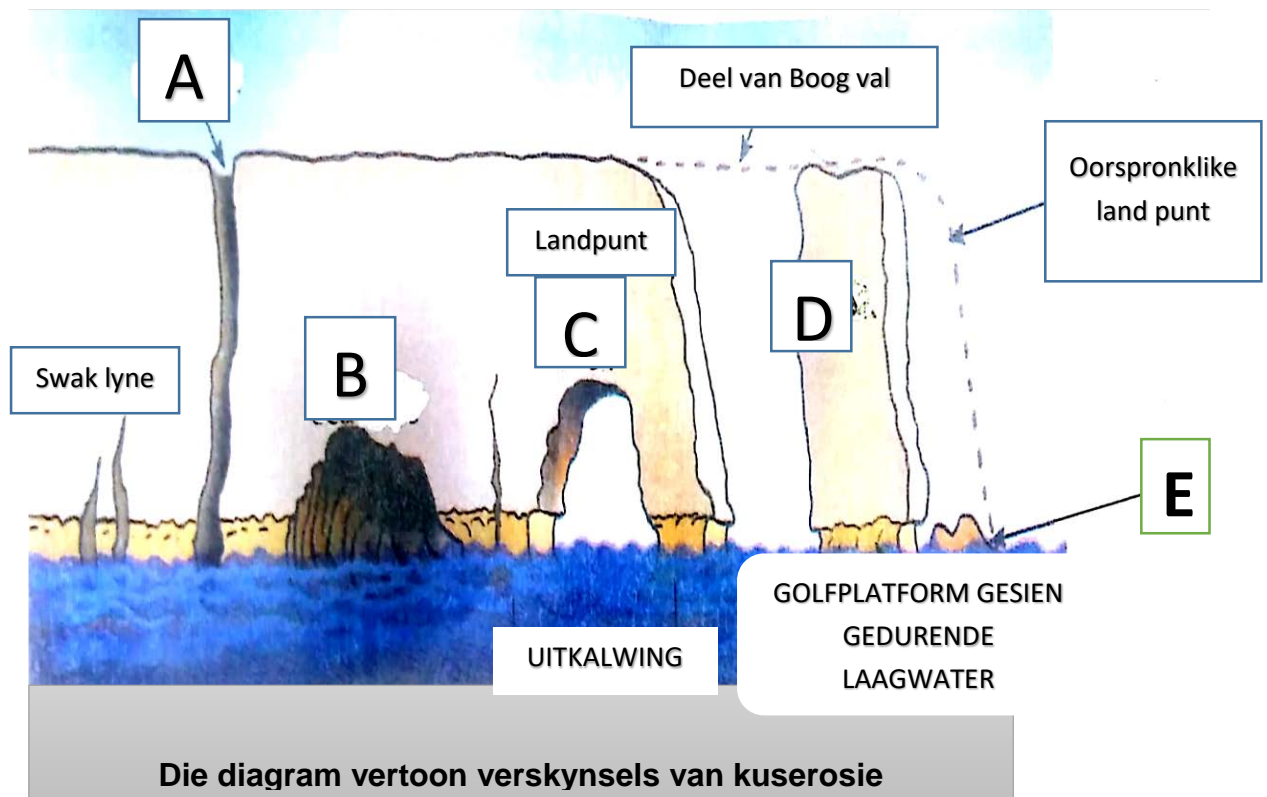 A
Deel van Boog val
Oorspronklike
land punt
Landpunt
C
D
B
Swak lyne
E
GOLFPLATFORM GESIEN
GEDURENDE
LAAGWATER
UITKALWING
Die diagram vertoon verskynsels van kuserosie